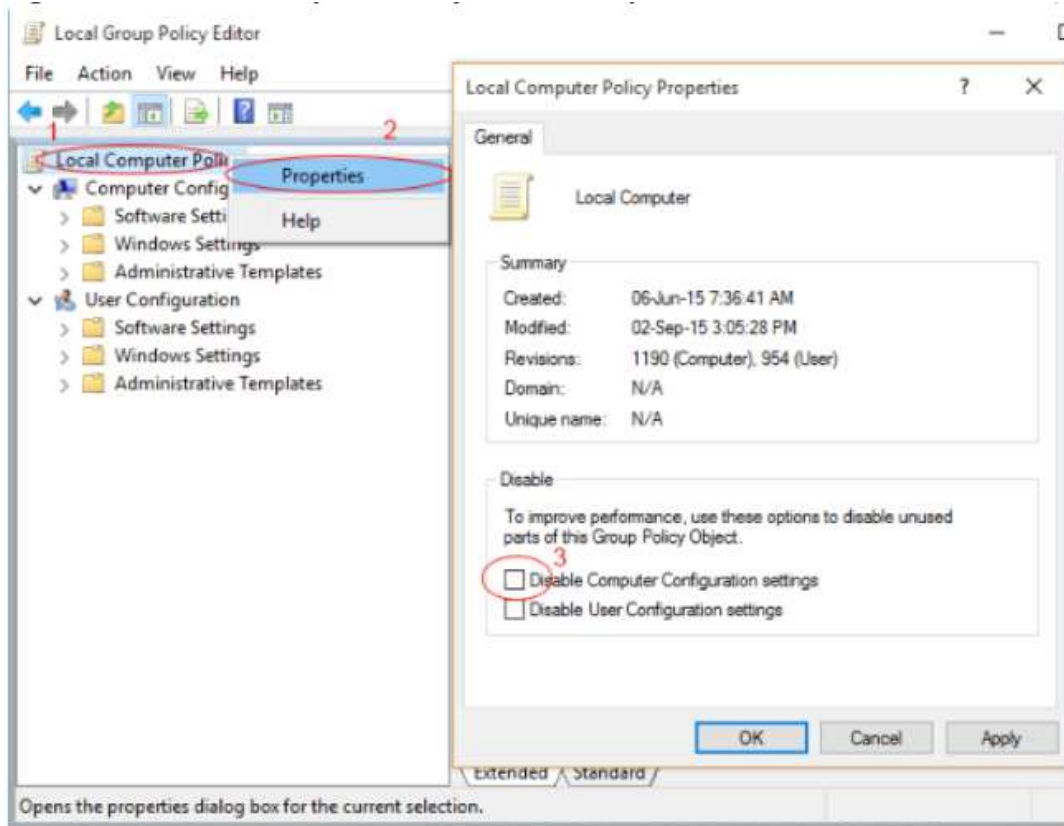 Local Group Policy Editor
File Action View Help
1
2
Local Computer Poli
Properties
Computer Config
Software Setti
Help
Windows Settings
Administrative Templates
User Configuration
Software Settings
Windows Settings
Administrative Templates
Local Computer Policy Properties
General
Local Computer
Summary
Created: 06-Jun-15 7:36:41 AM
Modified: 02-Sep-15 3:05:28 PM
Revisions: 1190 (Computer), 954 (User)
Domain: N/A
Unique name: N/A
Disable
To improve performance, use these options to disable unused
parts of this Group Policy Object.
3
Disable Computer Configuration settings
Disable User Configuration settings
OK Cancel Apply
Extended Standard
Opens the properties dialog box for the current selection.